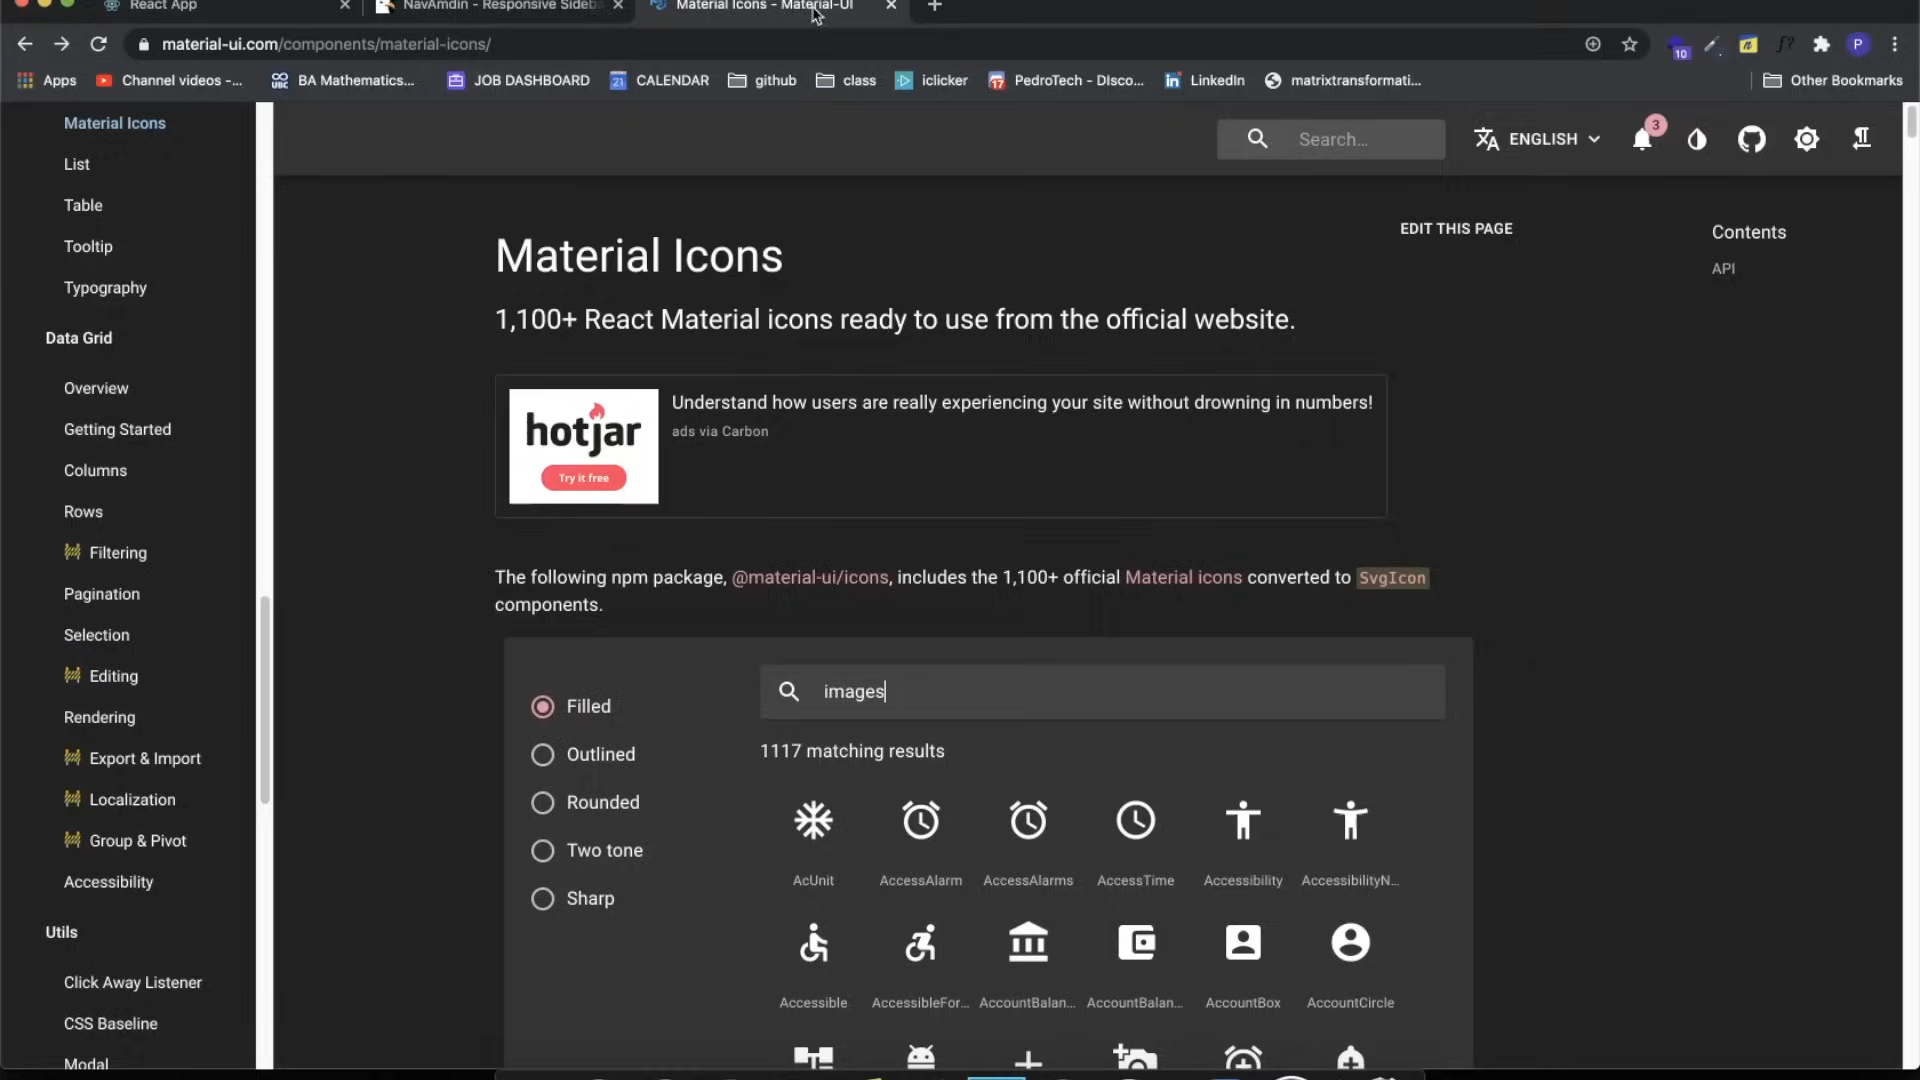 React App
NavAmdin - Responsive Sideb
Material Icons - Material-UI
material-ui.com/components/material-icons/
10
P
Apps
Channel videos -...
UBC
BA Mathematics...
JOB DASHBOARD
21
CALENDAR
github
class
iclicker
17
PedroTech - DIsco...
in
LinkedIn
matrixtransformati...
Other Bookmarks
Material Icons
List
Table
Tooltip
Typography
Data Grid
Overview
Getting Started
Columns
Rows
Filtering
Pagination
Selection
Editing
Rendering
Export & Import
Localization
Group & Pivot
Accessibility
Utils
Click Away Listener
CSS Baseline
Modal
Search...
ENGLISH
3
EDIT THIS PAGE
Contents
API
Material Icons
1,100+ React Material icons ready to use from the official website.
hotjar
Try it free
Understand how users are really experiencing your site without drowning in numbers!
ads via Carbon
The following npm package, @material-ui/icons, includes the 1,100+ official Material icons converted to SvgIcon
components.
Filled
Outlined
Rounded
Two tone
Sharp
images
1117 matching results
AcUnit
AccessAlarm
AccessAlarms
AccessTime
Accessibility
AccessibilityN...
Accessible
AccessibleFor...
AccountBalan...
AccountBalan...
AccountBox
AccountCircle